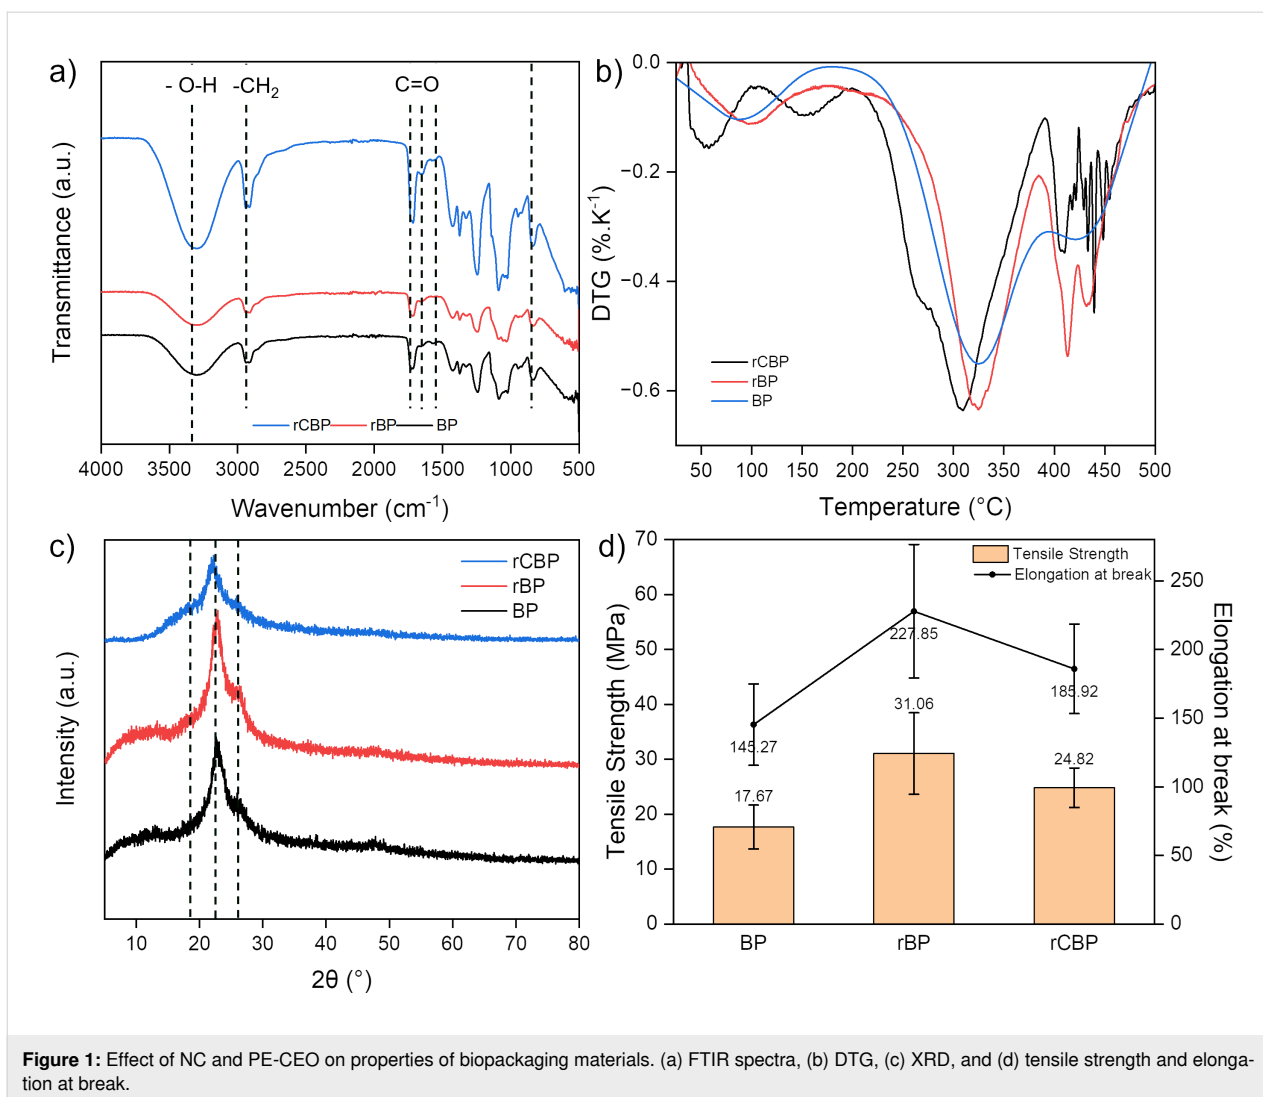 a)
- O-H
-CH2
C=O
Transmittance (a.u.)
rCBP
rBP
BP
4000
3500
3000
2500
2000
1500
1000
500
Wavenumber (cm-1)
b)
0.0
−0.2
−0.4
−0.6
DTG (%.K-1)
rCBP
rBP
BP
50
100
150
200
250
300
350
400
450
500
Temperature (°C)
c)
rCBP
rBP
BP
Intensity (a.u.)
10
20
30
40
50
60
70
80
2θ (°)
d)
70
60
50
40
30
20
10
0
Tensile Strength (MPa)
Tensile Strength
Elongation at break
227.85
31.06
185.92
145.27
24.82
17.67
250
200
150
100
50
0
Elongation at break (%)
BP
rBP
rCBP
Figure 1: Effect of NC and PE-CEO on properties of biopackaging materials. (a) FTIR spectra, (b) DTG, (c) XRD, and (d) tensile strength and elonga-
tion at break.